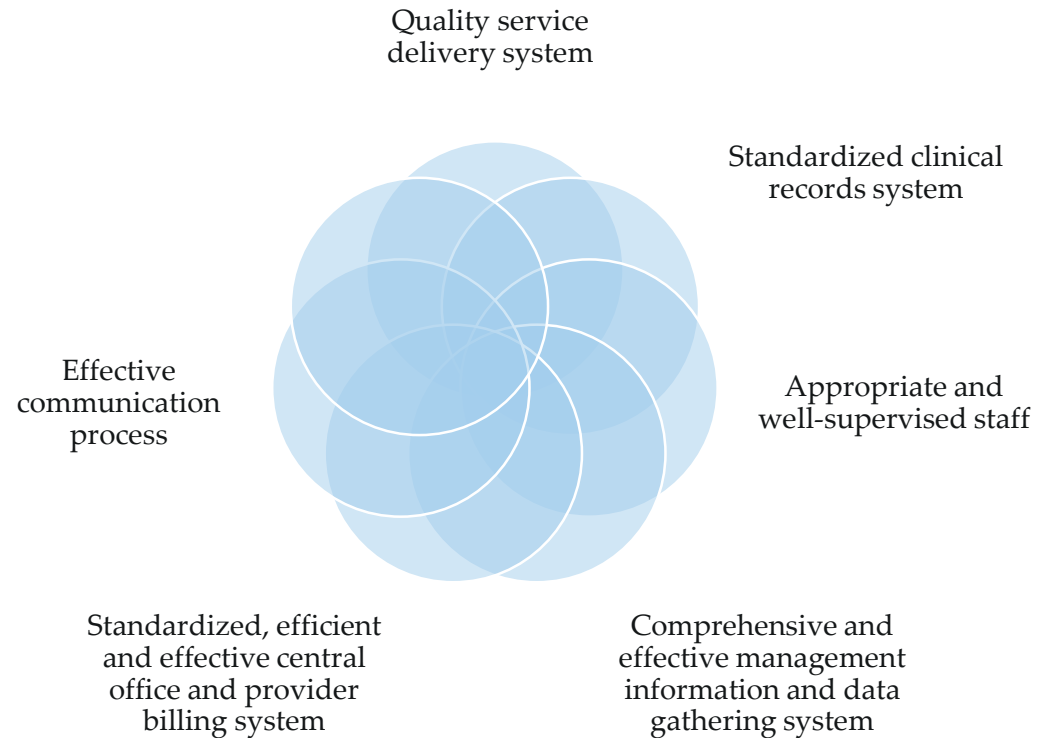 Quality service
delivery system
Standardized clinical
records system
Appropriate and
well-supervised staff
Comprehensive and
effective management
information and data
gathering system
Standardized, efficient
and effective central
office and provider
billing system
Effective
communication
process